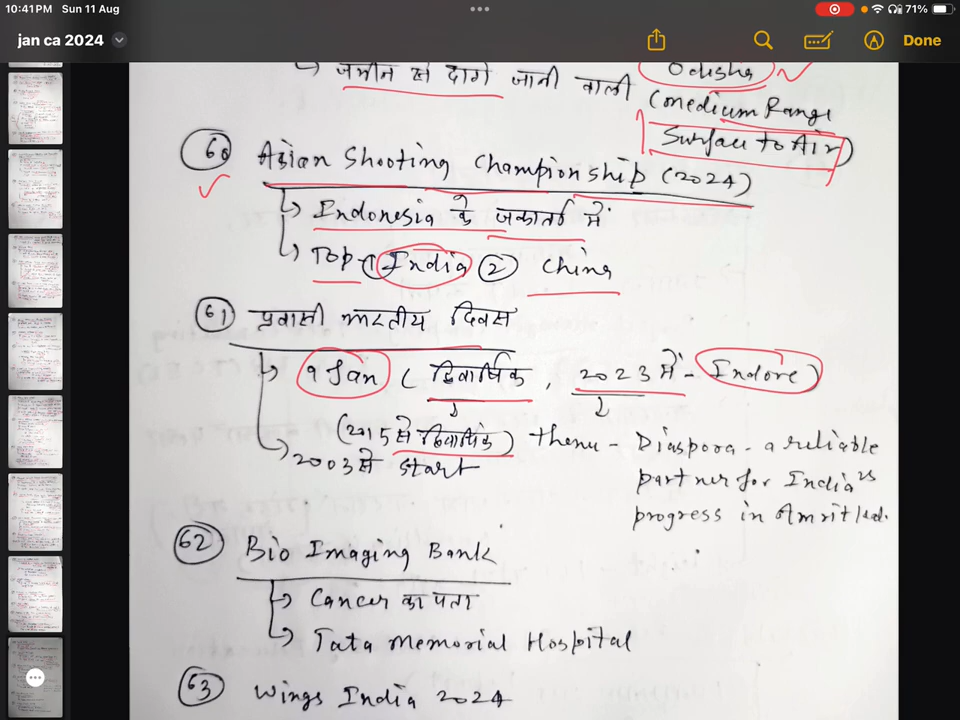 10:41 PM Sun 11 Aug
71%
jan ca 2024
Done
↳ जमीन से दागे जानी वाली Odisha
(medium Range
Surface to Air)
60 Asian Shooting Championship (2024)
↳ Indonesia के जकार्ता में
↳ Top - ① India ② China
61 प्रवासी भारतीय दिवस
↳ 9 Jan ( द्विवार्षिक, 2023 में - Indore)
(2015 से द्विवार्षिक)
↳ 2003 से start
theme - Diaspora - a reliable
partner for India's
progress in Amrit
62 Bio Imaging Bank
↳ Cancer का पता
↳ Tata Memorial Hospital
63 Wings India 2024